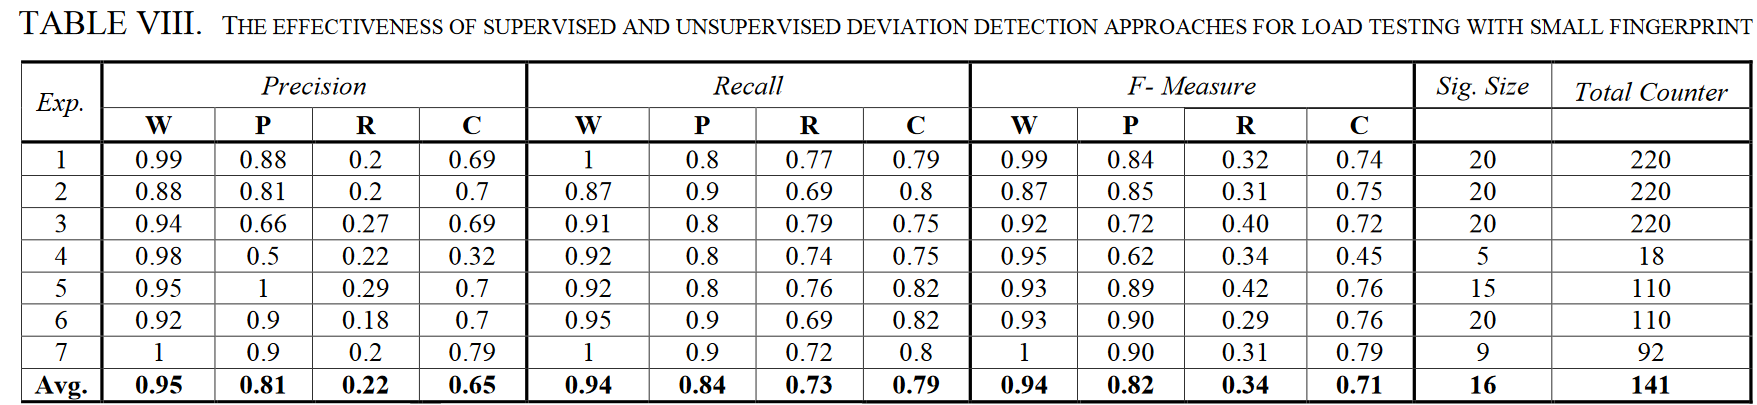 TABLE VIII. THE EFFECTIVENESS OF SUPERVISED AND UNSUPERVISED DEVIATION DETECTION APPROACHES FOR LOAD TESTING WITH SMALL FINGERPRINT
Exp. Precision Recall F- Measure Sig. Size Total Counter
W P R C W P R C W P R C
1 0.99 0.88 0.2 0.69 1 0.8 0.77 0.79 0.99 0.84 0.32 0.74 20 220
2 0.88 0.81 0.2 0.7 0.87 0.9 0.69 0.8 0.87 0.85 0.31 0.75 20 220
3 0.94 0.66 0.27 0.69 0.91 0.8 0.79 0.75 0.92 0.72 0.40 0.72 20 220
4 0.98 0.5 0.22 0.32 0.92 0.8 0.74 0.75 0.95 0.62 0.34 0.45 5 18
5 0.95 1 0.29 0.7 0.92 0.8 0.76 0.82 0.93 0.89 0.42 0.76 15 110
6 0.92 0.9 0.18 0.7 0.95 0.9 0.69 0.82 0.93 0.90 0.29 0.76 20 110
7 1 0.9 0.2 0.79 1 0.9 0.72 0.8 1 0.90 0.31 0.79 9 92
Avg. 0.95 0.81 0.22 0.65 0.94 0.84 0.73 0.79 0.94 0.82 0.34 0.71 16 141